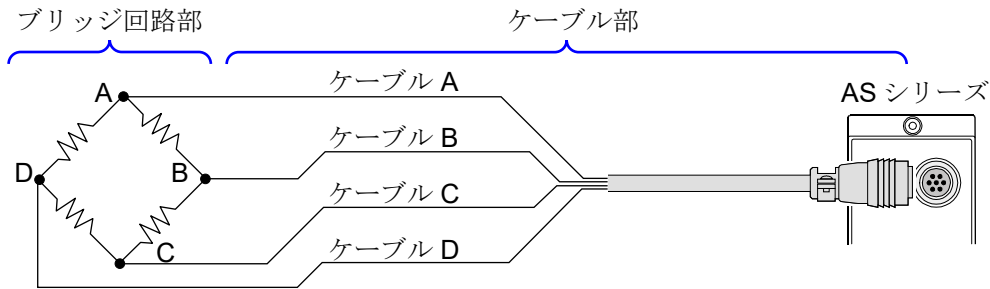 ブリッジ回路部
ケーブル部
ケーブル A
AS シリーズ
A
ケーブル B
D
B
ケーブル C
C
ケーブル D